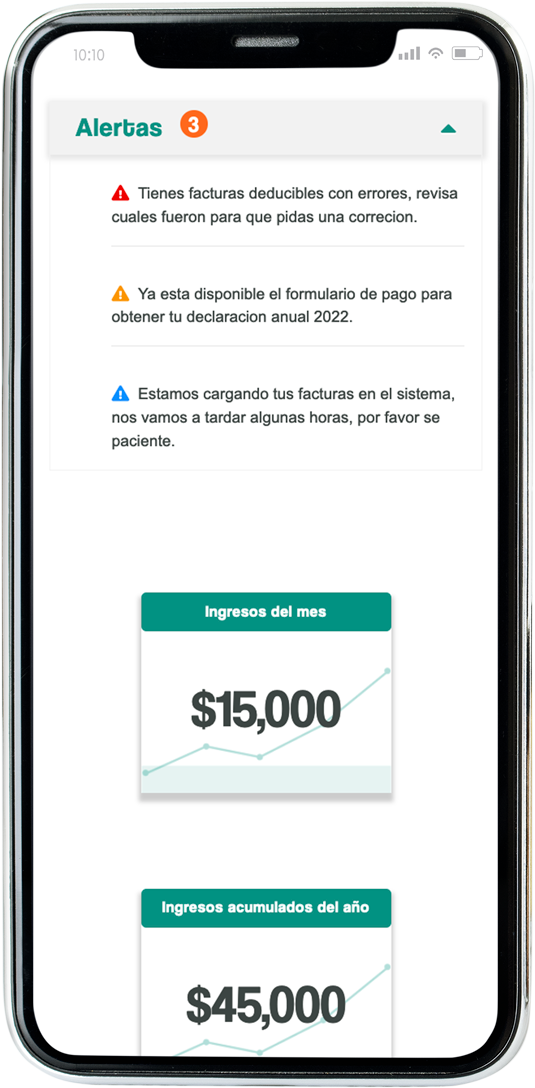 10:10
Alertas 3
Tienes facturas deducibles con errores, revisa
cuales fueron para que pidas una correcion.
Ya esta disponible el formulario de pago para
obtener tu declaracion anual 2022.
Estamos cargando tus facturas en el sistema,
nos vamos a tardar algunas horas, por favor se
paciente.
Ingresos del mes
$15,000
Ingresos acumulados del año
$45,000